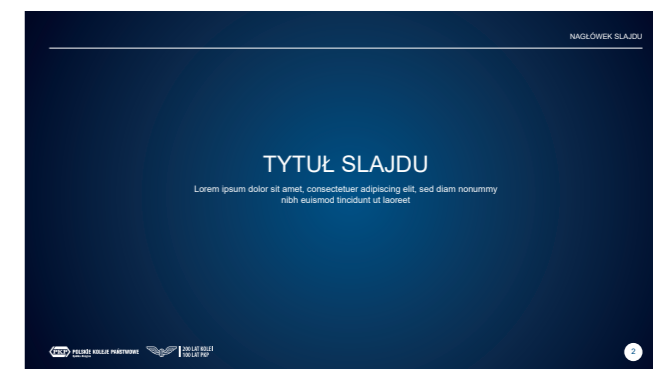 NAGŁÓWEK SLAJDU
TYTUŁ SLAJDU
Lorem ipsum dolor sit amet, consectetuer adipiscing elit, sed diam nonummy
nibh euismod tincidunt ut laoreet
PKP POLSKIE KOLEJE PAŃSTWOWE
200 LAT KOLEI
100 LAT PKP
2